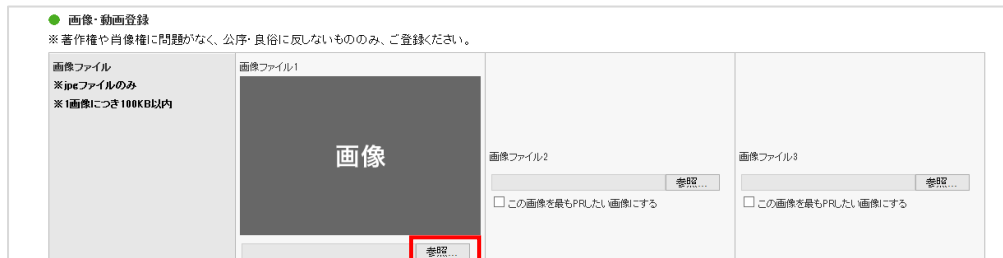 画像・動画登録
※著作権や肖像権に問題がなく、公序・良俗に反しないもののみ、ご登録ください。
画像ファイル
※jpgファイルのみ
※1画像につき100KB以内
画像ファイル1
画像
参照...
画像ファイル2
参照...
この画像を最もPRしたい画像にする
画像ファイル3
参照...
この画像を最もPRしたい画像にする